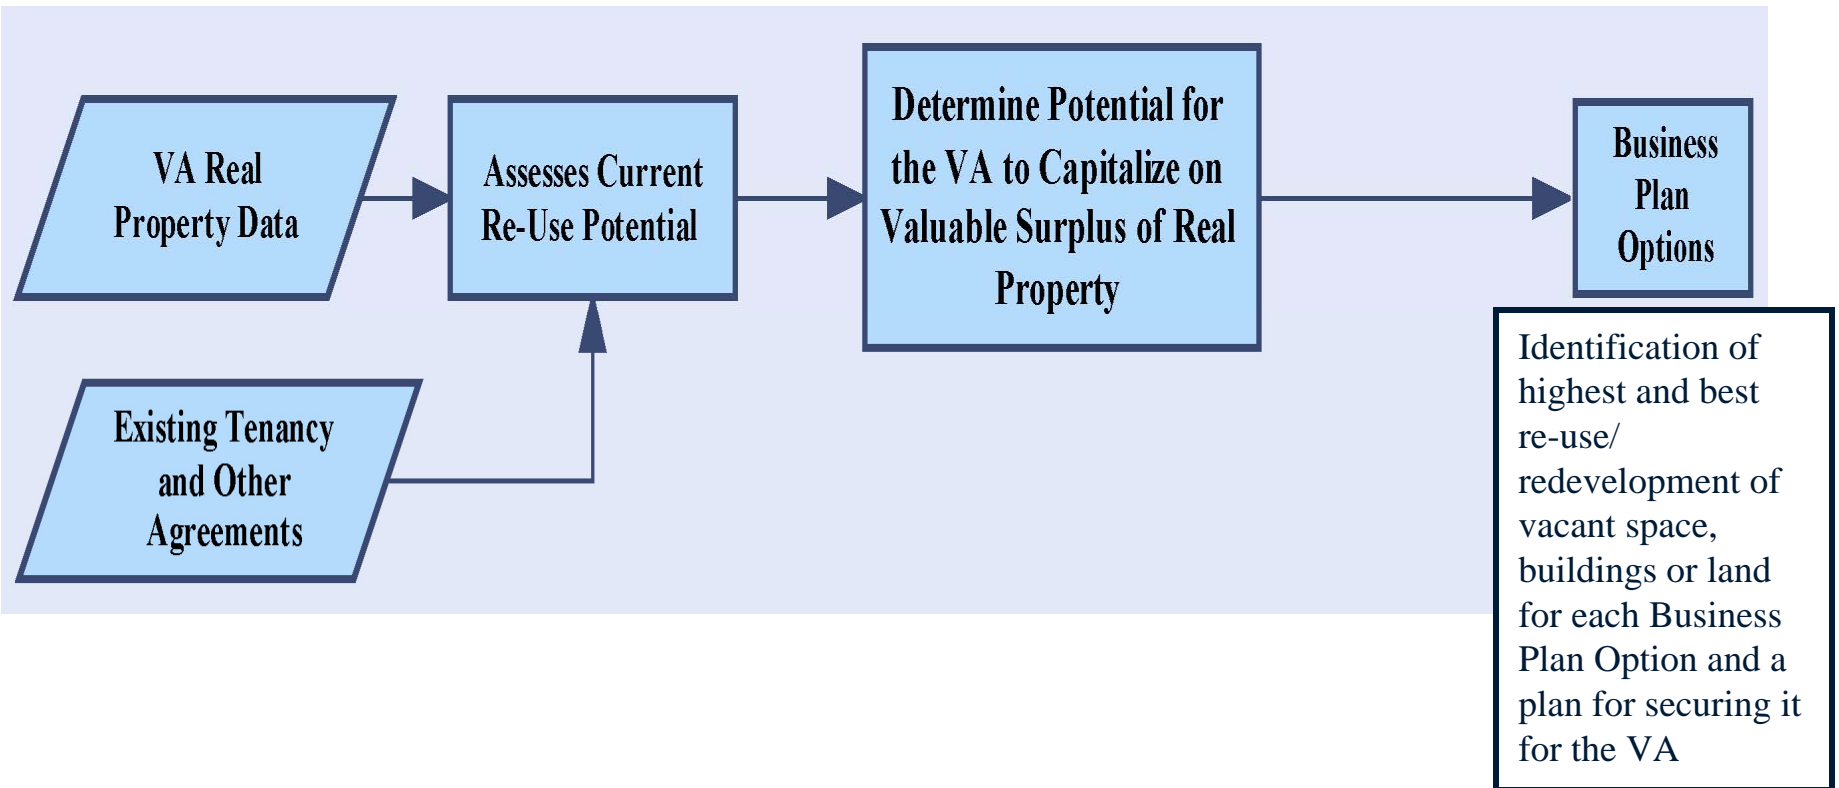 VA Real
Property Data
Assesses Current
Re-Use Potential
Determine Potential for
the VA to Capitalize on
Valuable Surplus of Real
Property
Business
Plan
Options
Existing Tenancy
and Other
Agreements
Identification of
highest and best
re-use/
redevelopment of
vacant space,
buildings or land
for each Business
Plan Option and a
plan for securing it
for the VA